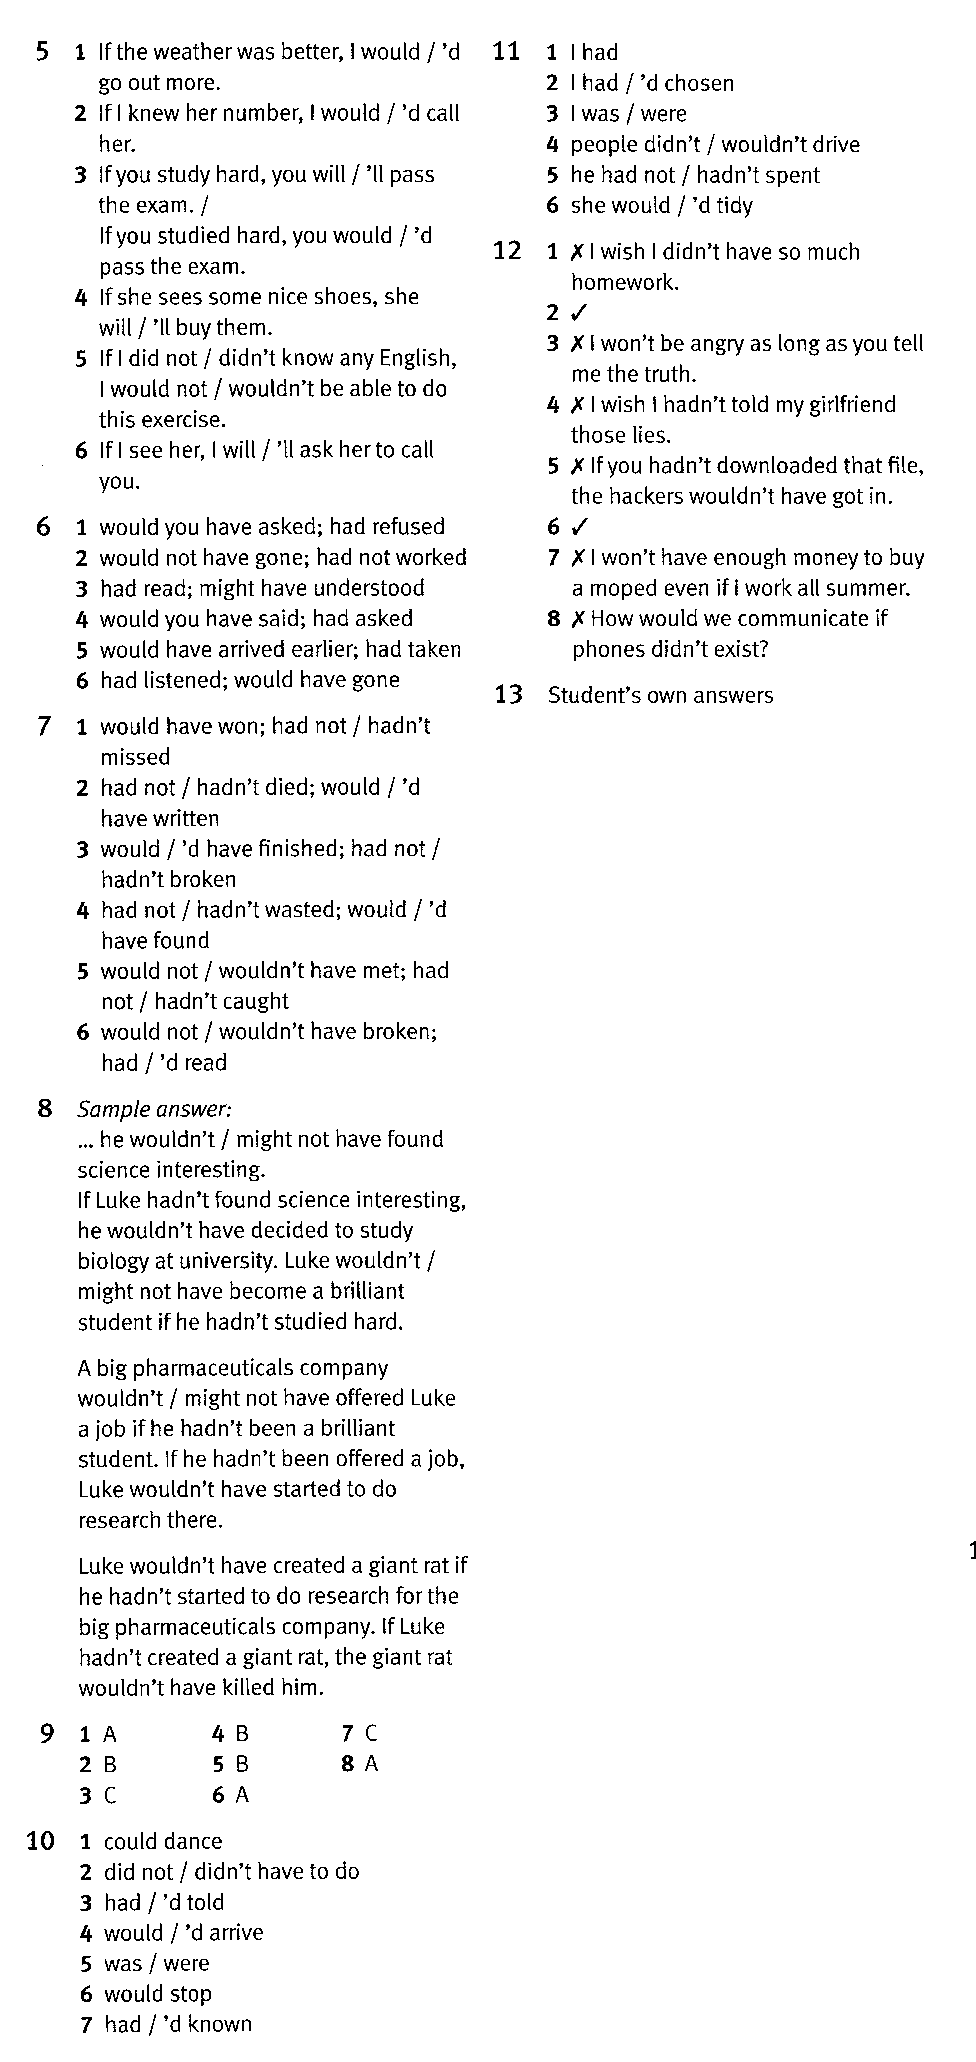 5 1 If the weather was better, I would / ’d
go out more.
2 If I knew her number, I would / ’d call
her.
3 If you study hard, you will / ’ll pass
the exam. /
If you studied hard, you would / ’d
pass the exam.
4 If she sees some nice shoes, she
will / ’ll buy them.
5 If I did not / didn’t know any English,
I would not / wouldn’t be able to do
this exercise.
6 If I see her, I will / ’ll ask her to call
you.
6 1 would you have asked; had refused
2 would not have gone; had not worked
3 had read; might have understood
4 would you have said; had asked
5 would have arrived earlier; had taken
6 had listened; would have gone
7 1 would have won; had not / hadn’t
missed
2 had not / hadn’t died; would / ’d
have written
3 would / ’d have finished; had not /
hadn’t broken
4 had not / hadn’t wasted; would / ’d
have found
5 would not / wouldn’t have met; had
not / hadn’t caught
6 would not / wouldn’t have broken;
had / ’d read
8 Sample answer:
... he wouldn’t / might not have found
science interesting.
If Luke hadn’t found science interesting,
he wouldn’t have decided to study
biology at university. Luke wouldn’t /
might not have become a brilliant
student if he hadn’t studied hard.
A big pharmaceuticals company
wouldn’t / might not have offered Luke
a job if he hadn’t been a brilliant
student. If he hadn’t been offered a job,
Luke wouldn’t have started to do
research there.
Luke wouldn’t have created a giant rat if
he hadn’t started to do research for the
big pharmaceuticals company. If Luke
hadn’t created a giant rat, the giant rat
wouldn’t have killed him.
9 1 A 4 B 7 C
2 B 5 B 8 A
3 C 6 A
10 1 could dance
2 did not / didn’t have to do
3 had / ’d told
4 would / ’d arrive
5 was / were
6 would stop
7 had / ’d known
11 1 I had
2 I had / ’d chosen
3 I was / were
4 people didn’t / wouldn’t drive
5 he had not / hadn’t spent
6 she would / ’d tidy
12 1 ✗ I wish I didn’t have so much
homework.
2 ✓
3 ✗ I won’t be angry as long as you tell
me the truth.
4 ✗ I wish I hadn’t told my girlfriend
those lies.
5 ✗ If you hadn’t downloaded that file,
the hackers wouldn’t have got in.
6 ✓
7 ✗ I won’t have enough money to buy
a moped even if I work all summer.
8 ✗ How would we communicate if
phones didn’t exist?
13 Student’s own answers
1